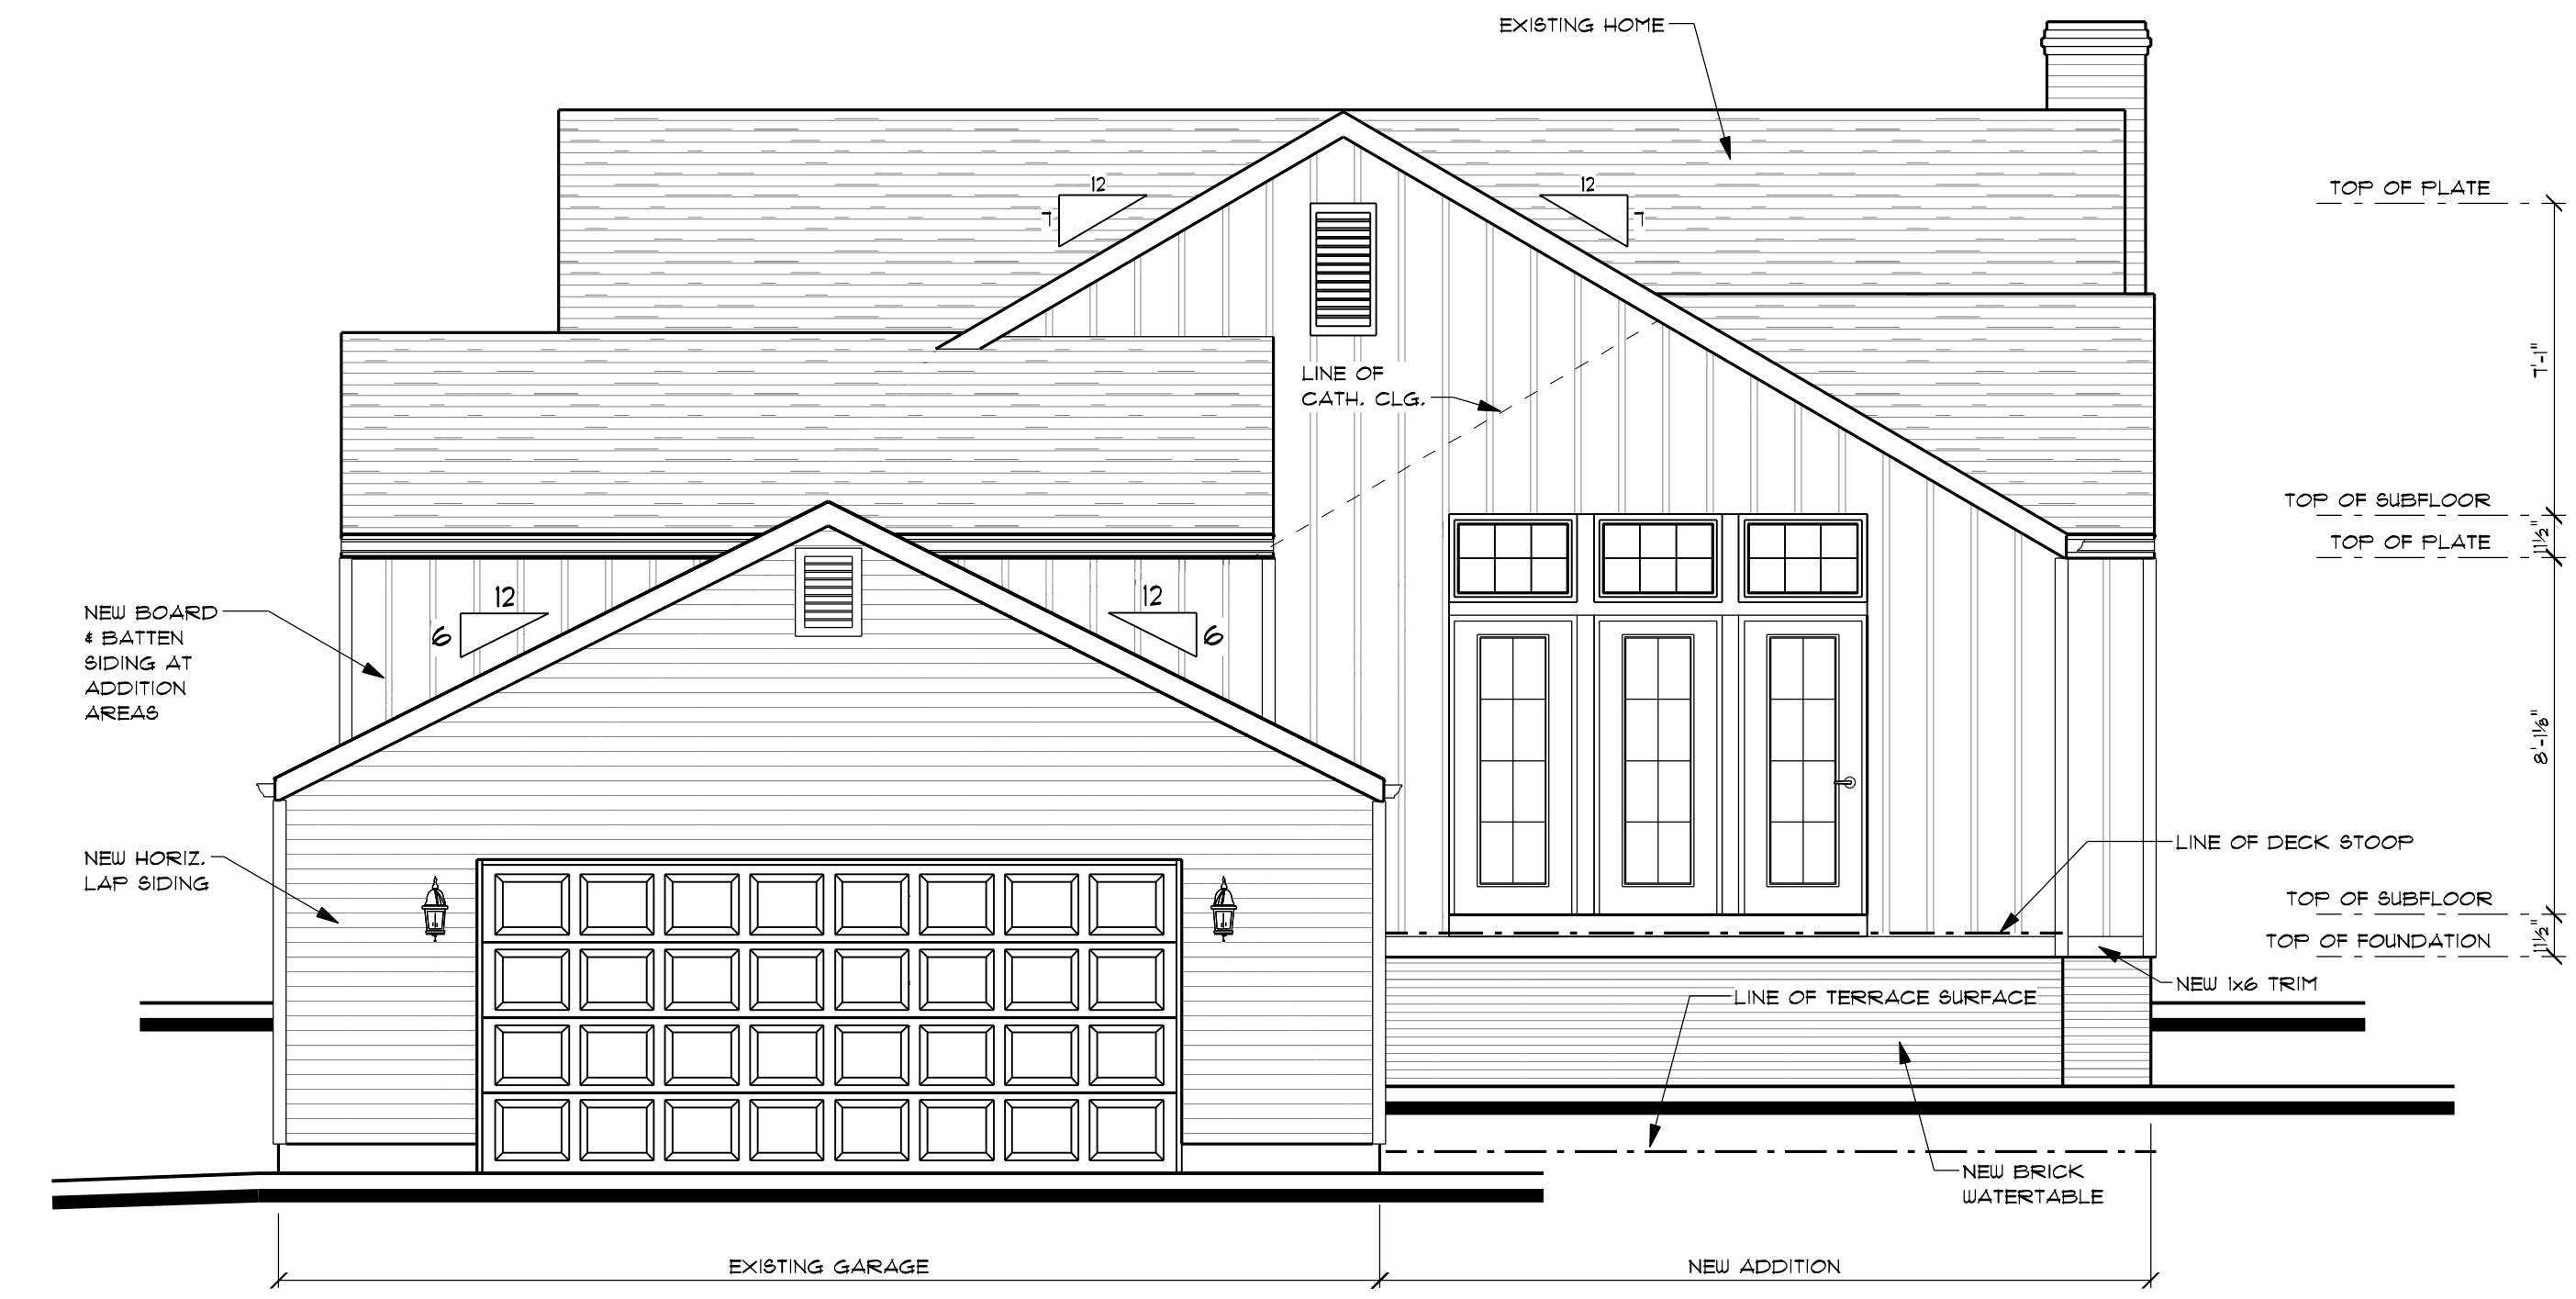 EXISTING HOME
12
7
12
7
TOP OF PLATE
7'-1"
LINE OF
CATH. CLG.
TOP OF SUBFLOOR
11½"
TOP OF PLATE
12
6
12
6
NEW BOARD
& BATTEN
SIDING AT
ADDITION
AREAS
8'-1⅛"
NEW HORIZ.
LAP SIDING
LINE OF DECK STOOP
TOP OF SUBFLOOR
11½"
TOP OF FOUNDATION
NEW 1x6 TRIM
LINE OF TERRACE SURFACE
NEW BRICK
WATERTABLE
EXISTING GARAGE
NEW ADDITION